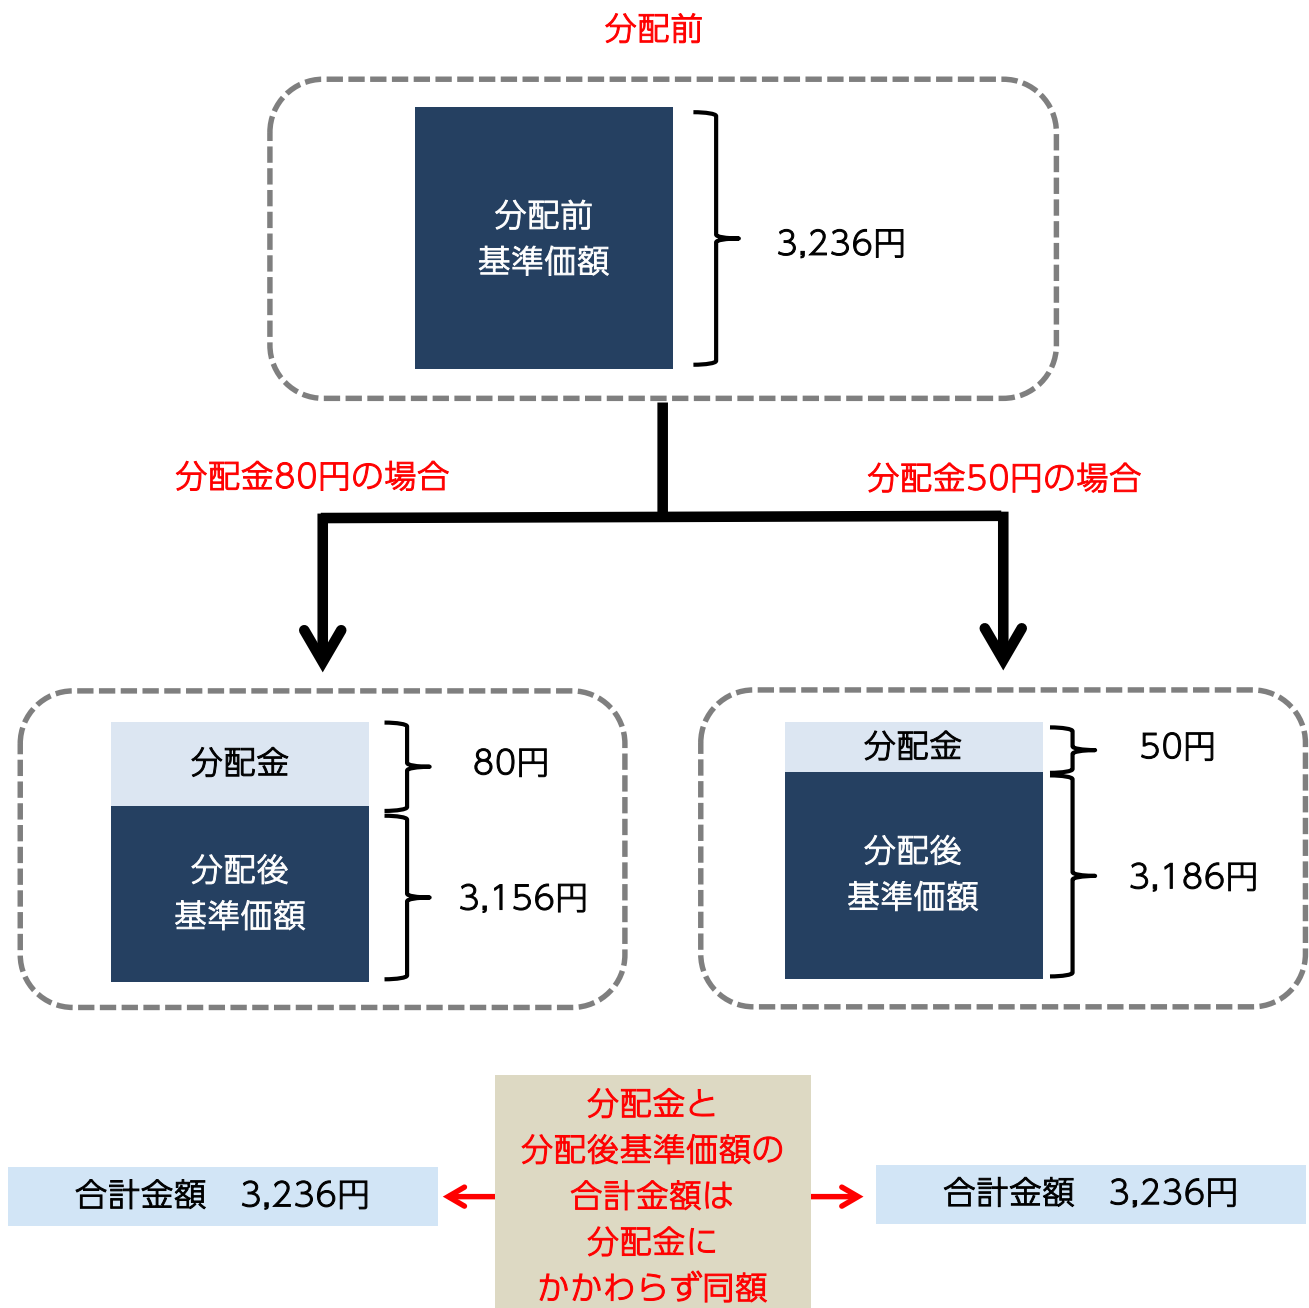 分配前
分配前
基準価額
3,236円
分配金80円の場合
分配金50円の場合
分配金
80円
分配後
基準価額
3,156円
分配金
50円
分配後
基準価額
3,186円
合計金額　3,236円
分配金と
分配後基準価額の
合計金額は
分配金に
かかわらず同額
合計金額　3,236円